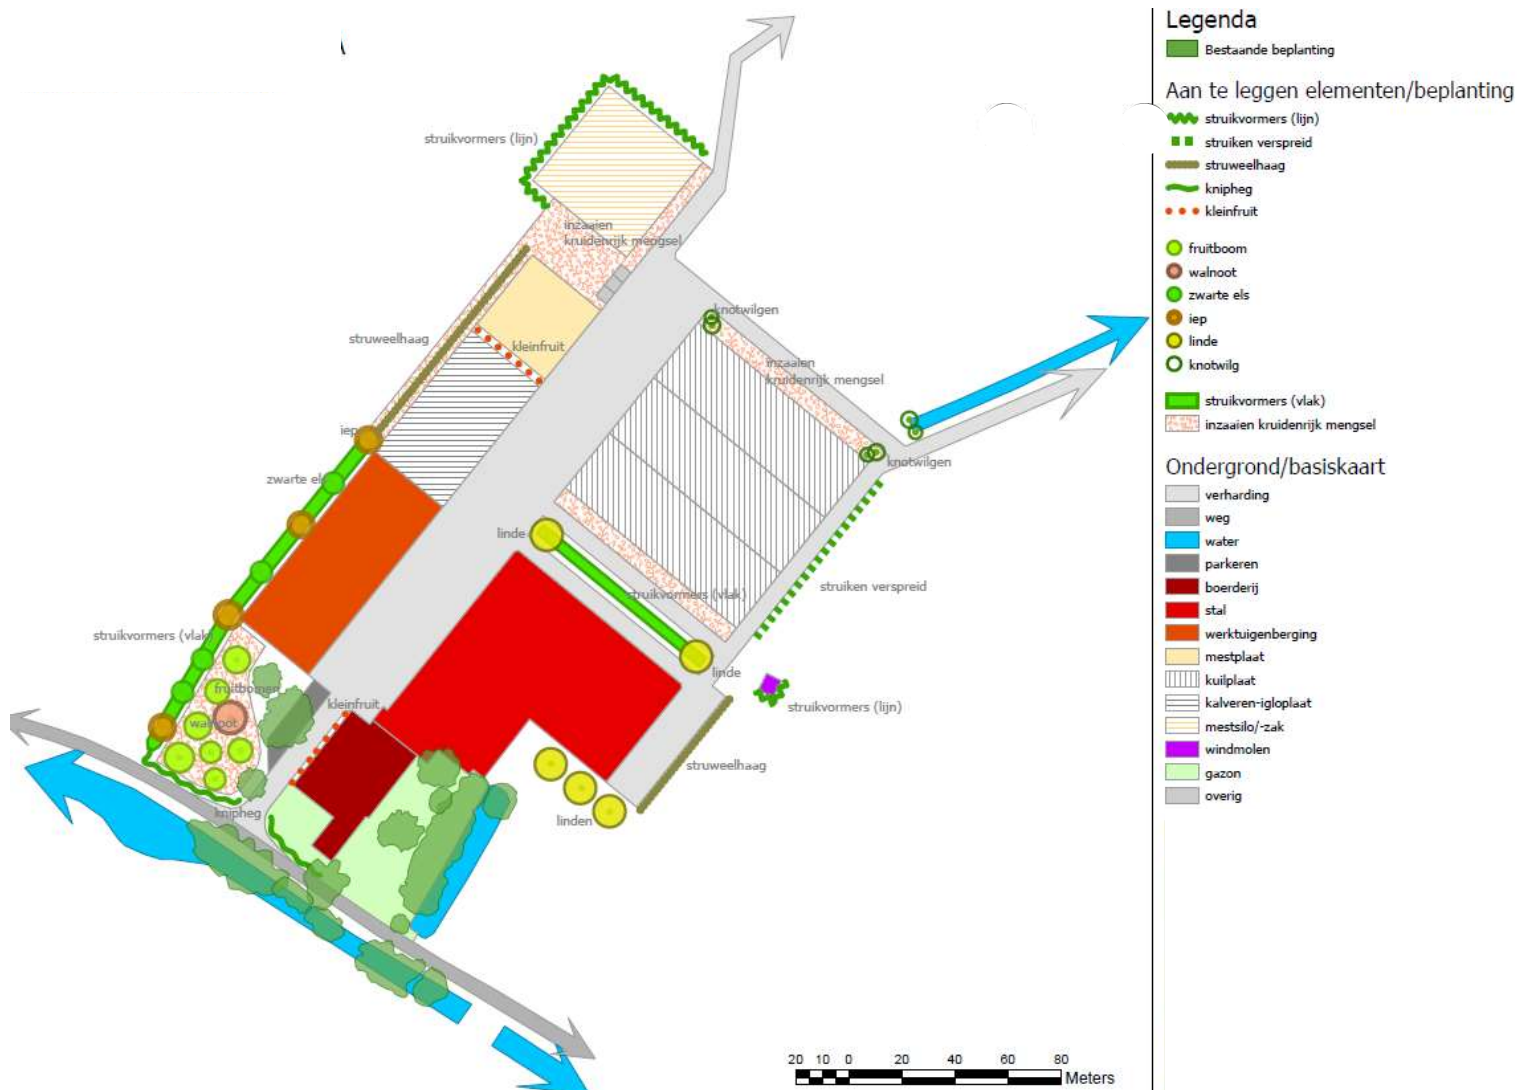 struikvormers (lijn)
inzaaien
kruidenrijk mengsel
struweelhaag
kleinfruit
knotwilgen
inzaaien
kruidenrijk mengsel
iep
knotwilgen
zwarte els
linde
struiken verspreid
struikvormers (vlak)
struikvormers (vlak)
linde
fruitbomen
kleinfruit
struikvormers (lijn)
walnoot
struweelhaag
knipheg
linden
20 10 0 20 40 60 80
Meters
Legenda
Bestaande beplanting
Aan te leggen elementen/beplanting
struikvormers (lijn)
struiken verspreid
struweelhaag
knipheg
kleinfruit
fruitboom
walnoot
zwarte els
iep
linde
knotwilg
struikvormers (vlak)
inzaaien kruidenrijk mengsel
Ondergrond/basiskaart
verharding
weg
water
parkeren
boerderij
stal
werktuigenberging
mestplaat
kuilplaat
kalveren-igloplaat
mestsilo/-zak
windmolen
gazon
overig